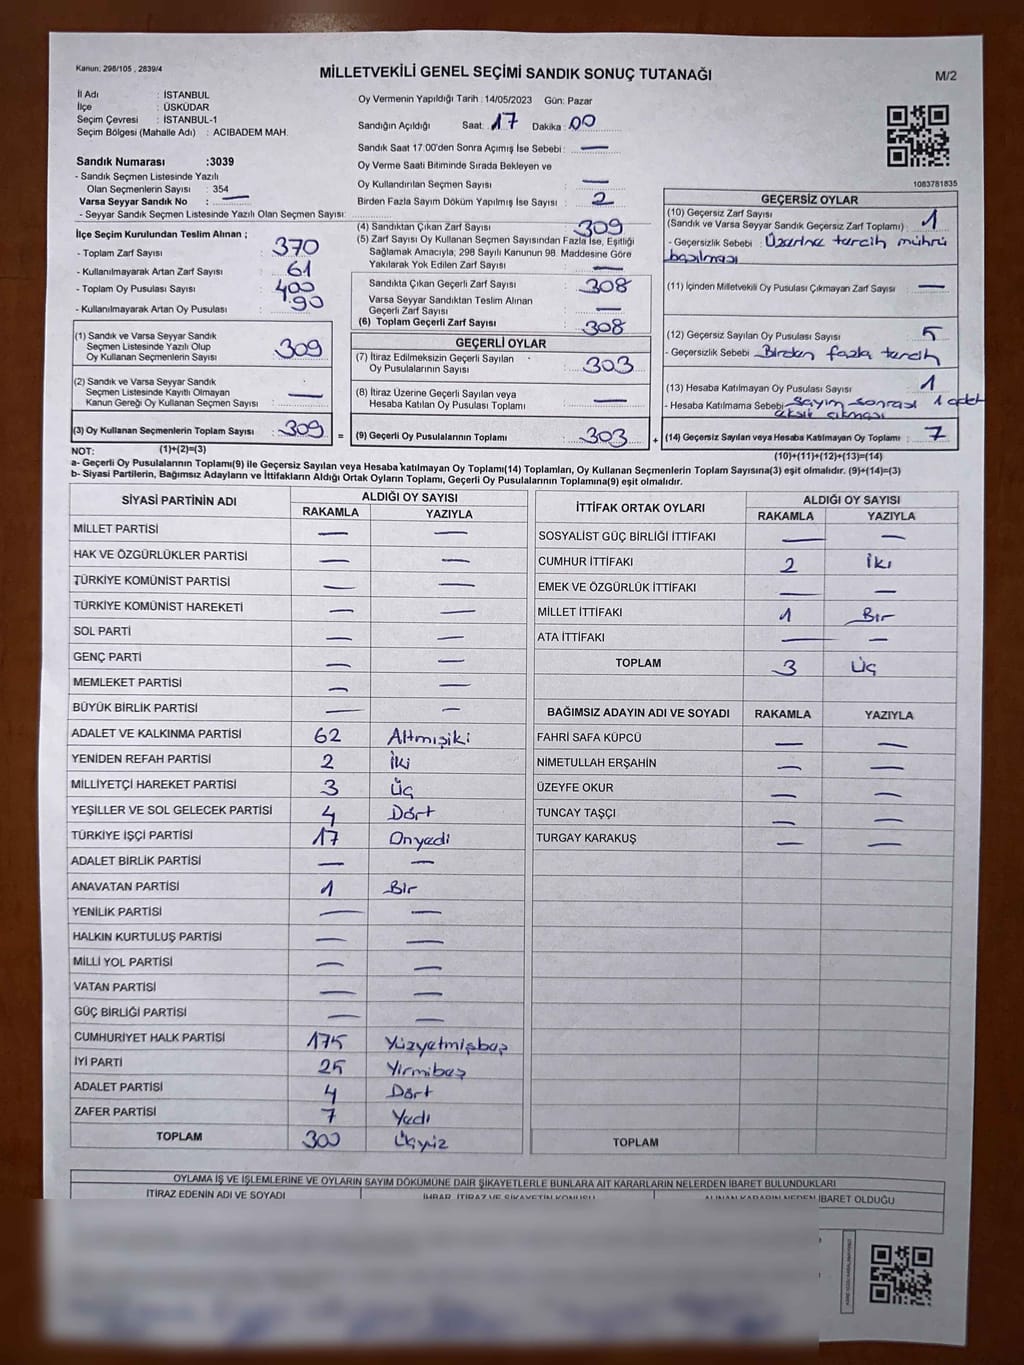 Kanun: 298/105 , 2839/4
MİLLETVEKİLİ GENEL SEÇİMİ SANDIK SONUÇ TUTANAĞI
M/2
İl Adı : İSTANBUL
İlçe : ÜSKÜDAR
Seçim Çevresi : İSTANBUL-1
Seçim Bölgesi (Mahalle Adı) : ACIBADEM MAH.
Oy Vermenin Yapıldığı Tarih : 14/05/2023 Gün: Pazar
Sandığın Açıldığı Saat: 17 Dakika : 00
Sandık Saat 17.00'den Sonra Açımış İse Sebebi : —
Oy Verme Saati Bitiminde Sırada Bekleyen ve
Oy Kullandırılan Seçmen Sayısı : —
Birden Fazla Sayım Döküm Yapılmış İse Sayısı : 2
1083781835
Sandık Numarası :3039
- Sandık Seçmen Listesinde Yazılı
Olan Seçmenlerin Sayısı : 354
Varsa Seyyar Sandık No : —
- Seyyar Sandık Seçmen Listesinde Yazılı Olan Seçmen Sayısı:
İlçe Seçim Kurulundan Teslim Alınan ;
- Toplam Zarf Sayısı : 370
- Kullanılmayarak Artan Zarf Sayısı : 61
- Toplam Oy Pusulası Sayısı : 400
- Kullanılmayarak Artan Oy Pusulası : 90
(4) Sandıktan Çıkan Zarf Sayısı : 309
(5) Zarf Sayısı Oy Kullanan Seçmen Sayısından Fazla İse, Eşitliği
Sağlamak Amacıyla, 298 Sayılı Kanunun 98. Maddesine Göre
Yakılarak Yok Edilen Zarf Sayısı : —
Sandıkta Çıkan Geçerli Zarf Sayısı : 308
Varsa Seyyar Sandıktan Teslim Alınan
Geçerli Zarf Sayısı : —
(6) Toplam Geçerli Zarf Sayısı : 308
GEÇERSİZ OYLAR
(10) Geçersiz Zarf Sayısı
(Sandık ve Varsa Seyyar Sandık Geçersiz Zarf Toplamı) : 1
- Geçersizlik Sebebi : Üzerine tercih mührü
basılması
(11) İçinden Milletvekili Oy Pusulası Çıkmayan Zarf Sayısı : —
(12) Geçersiz Sayılan Oy Pusulası Sayısı : 5
- Geçersizlik Sebebi : Birden fazla tercih
(13) Hesaba Katılmayan Oy Pusulası Sayısı : 1
- Hesaba Katılmama Sebebi : sayım sonrası 1 adet
eksik çıkması
(14) Geçersiz Sayılan veya Hesaba Katılmayan Oy Toplamı : 7
(10)+(11)+(12)+(13)=(14)
(1) Sandık ve Varsa Seyyar Sandık
Seçmen Listesinde Yazılı Olup
Oy Kullanan Seçmenlerin Sayısı : 309
(2) Sandık ve Varsa Seyyar Sandık
Seçmen Listesinde Kayıtlı Olmayan
Kanun Gereği Oy Kullanan Seçmen Sayısı : —
(3) Oy Kullanan Seçmenlerin Toplam Sayısı : 309 =
(1)+(2)=(3)
GEÇERLİ OYLAR
(7) İtiraz Edilmeksizin Geçerli Sayılan
Oy Pusulalarının Sayısı : 303
(8) İtiraz Üzerine Geçerli Sayılan veya
Hesaba Katılan Oy Pusulası Toplamı : —
(9) Geçerli Oy Pusulalarının Toplamı : 303 +
NOT:
a- Geçerli Oy Pusulalarının Toplamı(9) ile Geçersiz Sayılan veya Hesaba katılmayan Oy Toplamı(14) Toplamları, Oy Kullanan Seçmenlerin Toplam Sayısına(3) eşit olmalıdır. (9)+(14)=(3)
b- Siyasi Partilerin, Bağımsız Adayların ve İttifakların Aldığı Ortak Oyların Toplamı, Geçerli Oy Pusulalarının Toplamına(9) eşit olmalıdır.
SİYASİ PARTİNİN ADI ALDIĞI OY SAYISI
RAKAMLA YAZIYLA
MİLLET PARTİSİ — —
HAK VE ÖZGÜRLÜKLER PARTİSİ — —
TÜRKİYE KOMÜNİST PARTİSİ — —
TÜRKİYE KOMÜNİST HAREKETİ — —
SOL PARTİ — —
GENÇ PARTİ — —
MEMLEKET PARTİSİ — —
BÜYÜK BİRLİK PARTİSİ — —
ADALET VE KALKINMA PARTİSİ 62 Altmışiki
YENİDEN REFAH PARTİSİ 2 İki
MİLLİYETÇİ HAREKET PARTİSİ 3 Üç
YEŞİLLER VE SOL GELECEK PARTİSİ 4 Dört
TÜRKİYE İŞÇİ PARTİSİ 17 Onyedi
ADALET BİRLİK PARTİSİ — —
ANAVATAN PARTİSİ 1 Bir
YENİLİK PARTİSİ — —
HALKIN KURTULUŞ PARTİSİ — —
MİLLİ YOL PARTİSİ — —
VATAN PARTİSİ — —
GÜÇ BİRLİĞİ PARTİSİ — —
CUMHURİYET HALK PARTİSİ 175 Yüzyetmişbeş
İYİ PARTİ 25 Yirmibeş
ADALET PARTİSİ 4 Dört
ZAFER PARTİSİ 7 Yedi
TOPLAM 300 Üçyüz
İTTİFAK ORTAK OYLARI ALDIĞI OY SAYISI
RAKAMLA YAZIYLA
SOSYALİST GÜÇ BİRLİĞİ İTTİFAKI — —
CUMHUR İTTİFAKI 2 İki
EMEK VE ÖZGÜRLÜK İTTİFAKI — —
MİLLET İTTİFAKI 1 Bir
ATA İTTİFAKI — —
TOPLAM 3 Üç
BAĞIMSIZ ADAYIN ADI VE SOYADI RAKAMLA YAZIYLA
FAHRİ SAFA KÜPCÜ — —
NİMETULLAH ERŞAHİN — —
ÜZEYFE OKUR — —
TUNCAY TAŞÇI — —
TURGAY KARAKUŞ — —
TOPLAM
OYLAMA İŞ VE İŞLEMLERİNE VE OYLARIN SAYIM DÖKÜMÜNE DAİR ŞİKAYETLERLE BUNLARA AİT KARARLARIN NELERDEN İBARET BULUNDUKLARI
İTİRAZ EDENİN ADI VE SOYADI İHBAR, İTİRAZ VE ŞİKAYETİN KONUSU ALINAN KARARIN NEDEN İBARET OLDUĞU